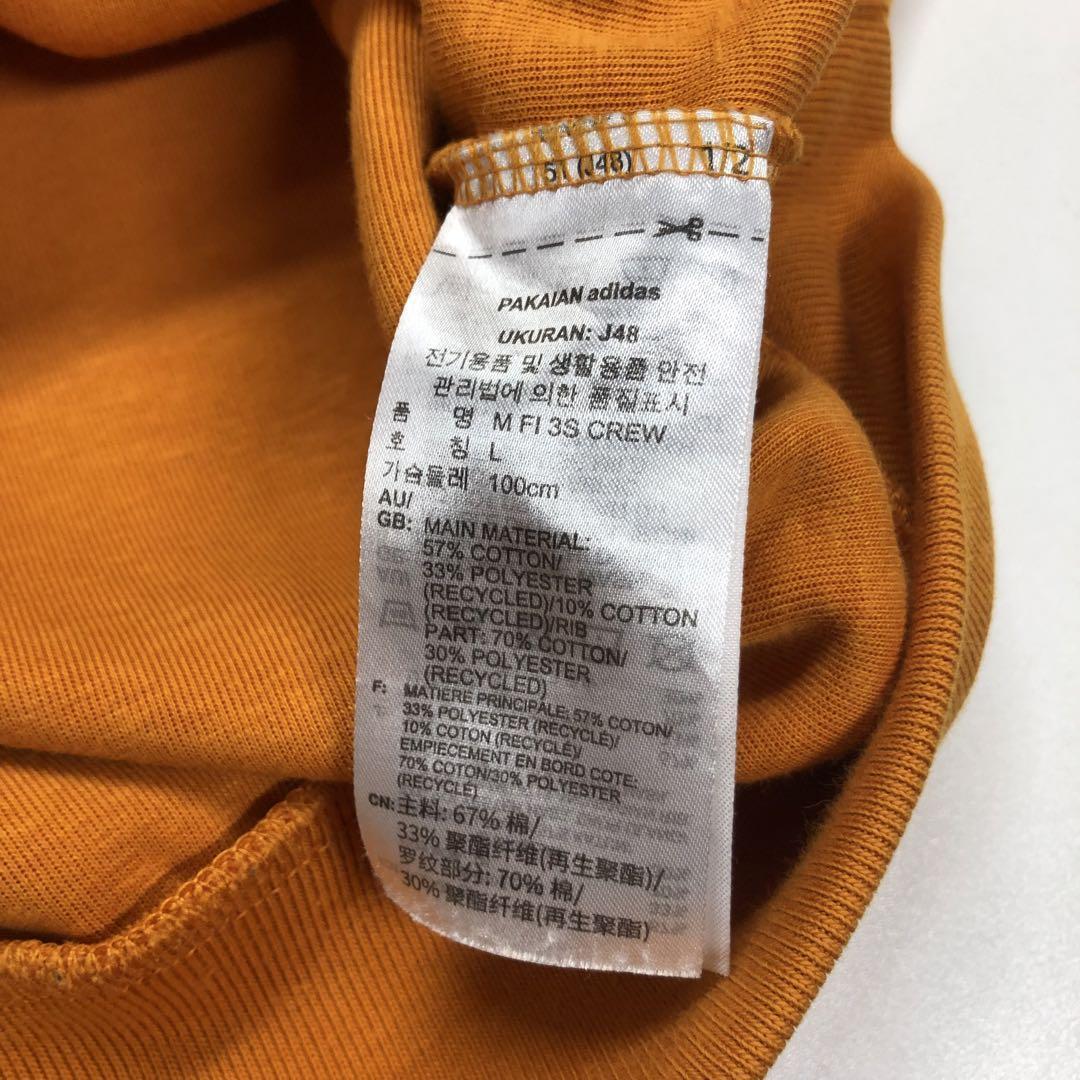 (J48) 1/2
PAKAIAN adidas
UKURAN: J48
전기용품 및 생활용품 안전
관리법에 의한 품질표시
품 명 M FI 3S CREW
호 칭 L
가슴둘레 100cm
AU/
GB: MAIN MATERIAL:
57% COTTON/
33% POLYESTER
(RECYCLED)/10% COTTON
(RECYCLED)/RIB
PART: 70% COTTON/
30% POLYESTER
(RECYCLED)
F: MATIERE PRINCIPALE: 57% COTON/
33% POLYESTER (RECYCLÉ)/
10% COTON (RECYCLÉ)/
EMPIECEMENT EN BORD COTE:
70% COTON/30% POLYESTER
(RECYCLÉ)
CN: 主料: 67% 棉/
33% 聚酯纤维(再生聚酯)/
罗纹部分: 70% 棉/
30% 聚酯纤维(再生聚酯)